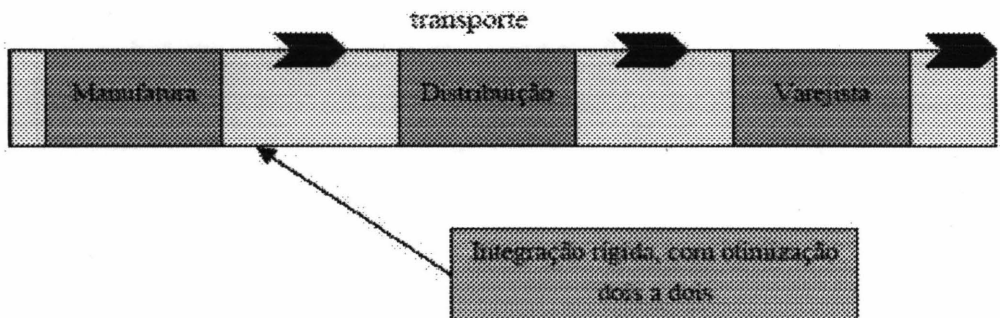 transporte
Manufatura
Distribuição
Varejista
Integração rígida, com otimização
dois a dois